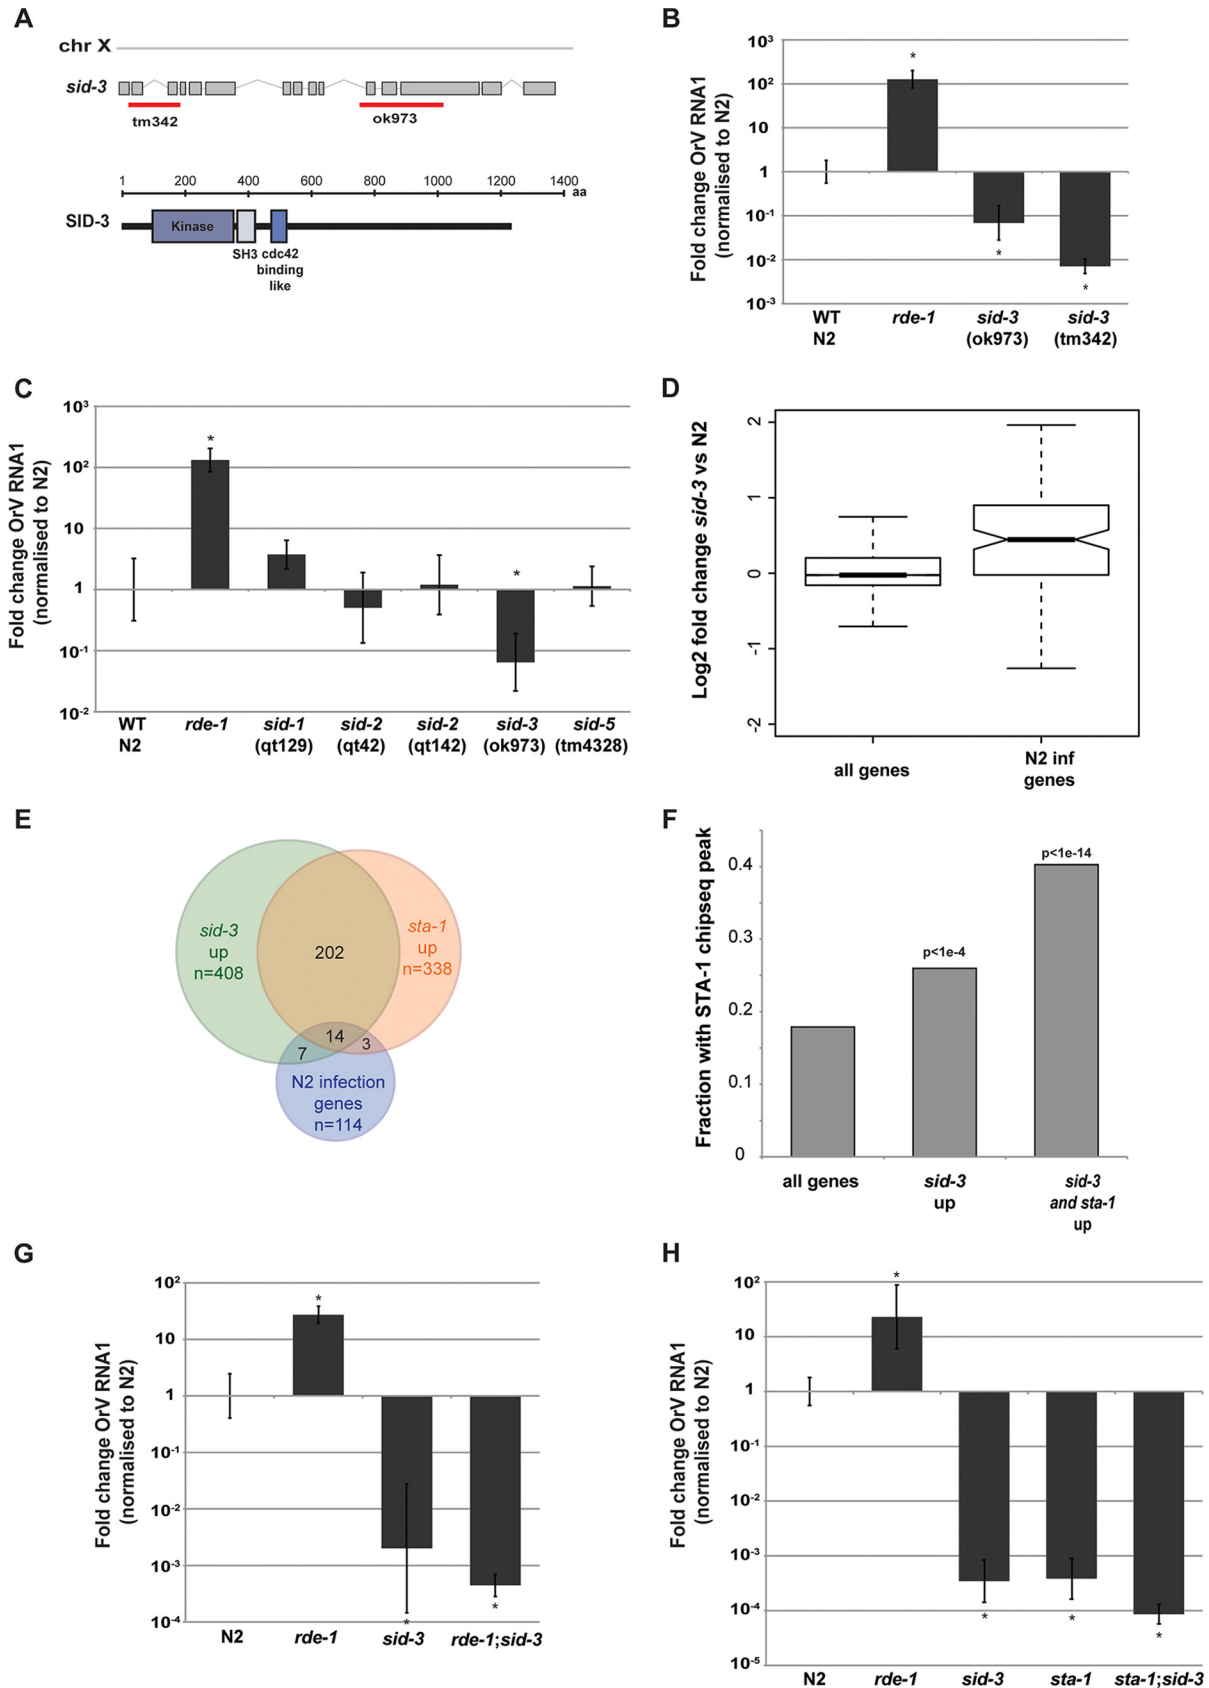 A
chr X
sid-3
tm342
ok973
1 200 400 600 800 1000 1200 1400 aa
SID-3
Kinase
SH3 cdc42
binding
like
B
Fold change OrV RNA1
(normalised to N2)
10³
10²
10
1
10⁻¹
10⁻²
10⁻³
*
*
*
WT rde-1 sid-3 sid-3
N2 (ok973) (tm342)
C
Fold change OrV RNA1
(normalised to N2)
10³
10²
10
1
10⁻¹
10⁻²
*
*
WT rde-1 sid-1 sid-2 sid-2 sid-3 sid-5
N2 (qt129) (qt42) (qt142) (ok973) (tm4328)
D
Log2 fold change sid-3 vs N2
2
1
0
-1
-2
all genes
N2 inf
genes
E
sid-3
up
n=408
202
sta-1
up
n=338
14
7
3
N2 infection
genes
n=114
F
Fraction with STA-1 chipseq peak
0.4
0.3
0.2
0.1
0
p<1e-4
p<1e-14
all genes
sid-3
up
sid-3
and sta-1
up
G
Fold change OrV RNA1
(normalised to N2)
10²
10
1
10⁻¹
10⁻²
10⁻³
10⁻⁴
*
*
*
N2 rde-1 sid-3 rde-1;sid-3
H
Fold change OrV RNA1
(normalised to N2)
10²
10
1
10⁻¹
10⁻²
10⁻³
10⁻⁴
10⁻⁵
*
*
*
*
N2 rde-1 sid-3 sta-1 sta-1;sid-3